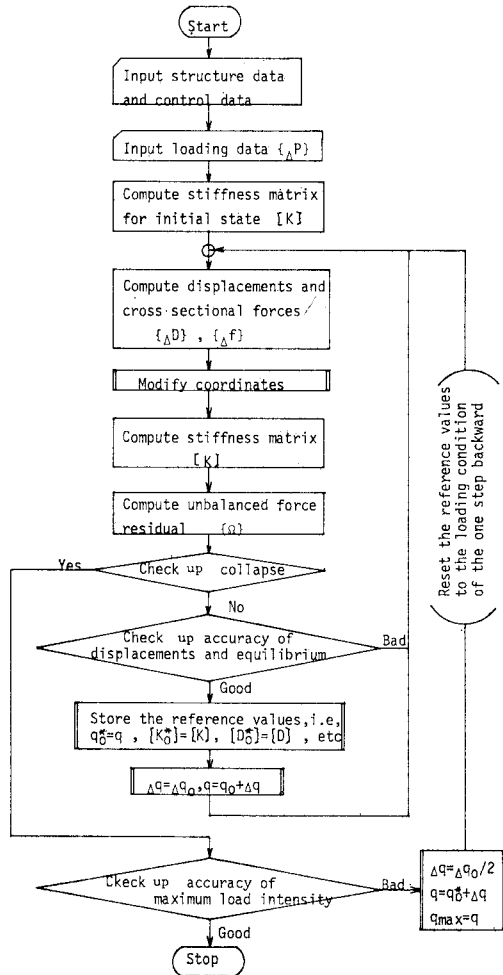 Start
Input structure data
and control data
Input loading data {ΔP}
Compute stiffness matrix
for initial state [K]
Compute displacements and
cross-sectional forces
{ΔD} , {Δf}
Modify coordinates
Compute stiffness matrix
[K]
Compute unbalanced force
residual {Ω}
Yes
Check up collapse
No
Check up accuracy of
displacements and equilibrium
Bad
Good
Store the reference values,i.e,
q₀*=q , [K₀*]=[K], [D₀*]=[D] , etc
Δq=Δq₀,q=q₀+Δq
Ckeck up accuracy of
maximum load intensity
Bad
Good
Stop
Δq=Δq₀/2
q=q₀*+Δq
qmax=q
Reset the reference values
to the loading condition
of the one step backward